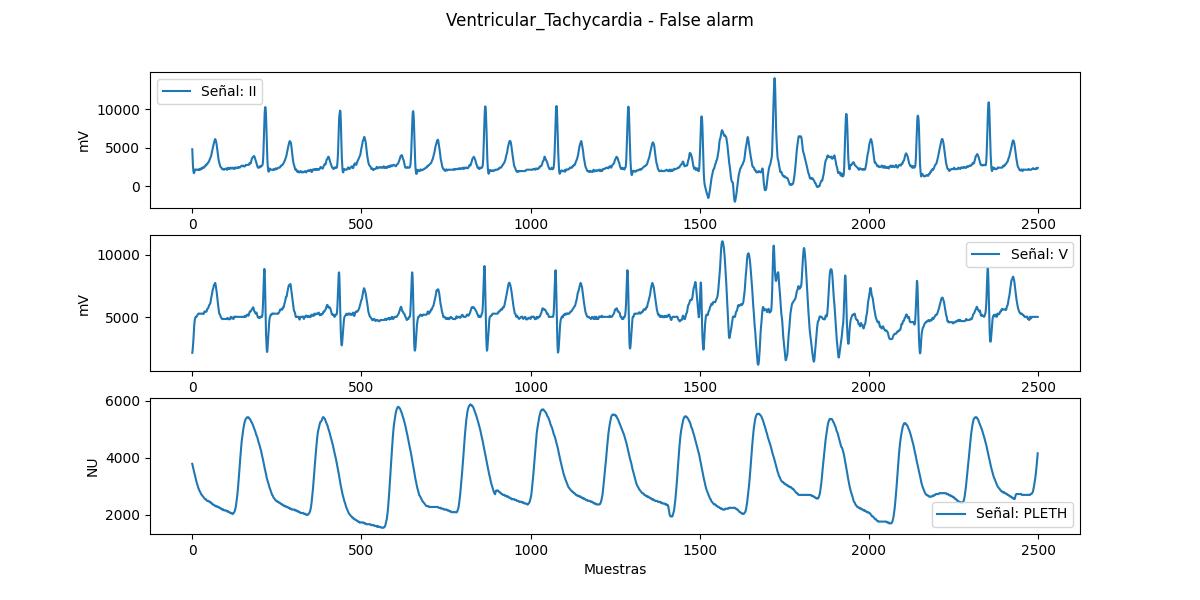 Ventricular_Tachycardia - False alarm
Señal: II
mV
10000
5000
0
0 500 1000 1500 2000 2500
Señal: V
mV
10000
5000
0 500 1000 1500 2000 2500
NU
6000
4000
2000
Señal: PLETH
0 500 1000 1500 2000 2500
Muestras